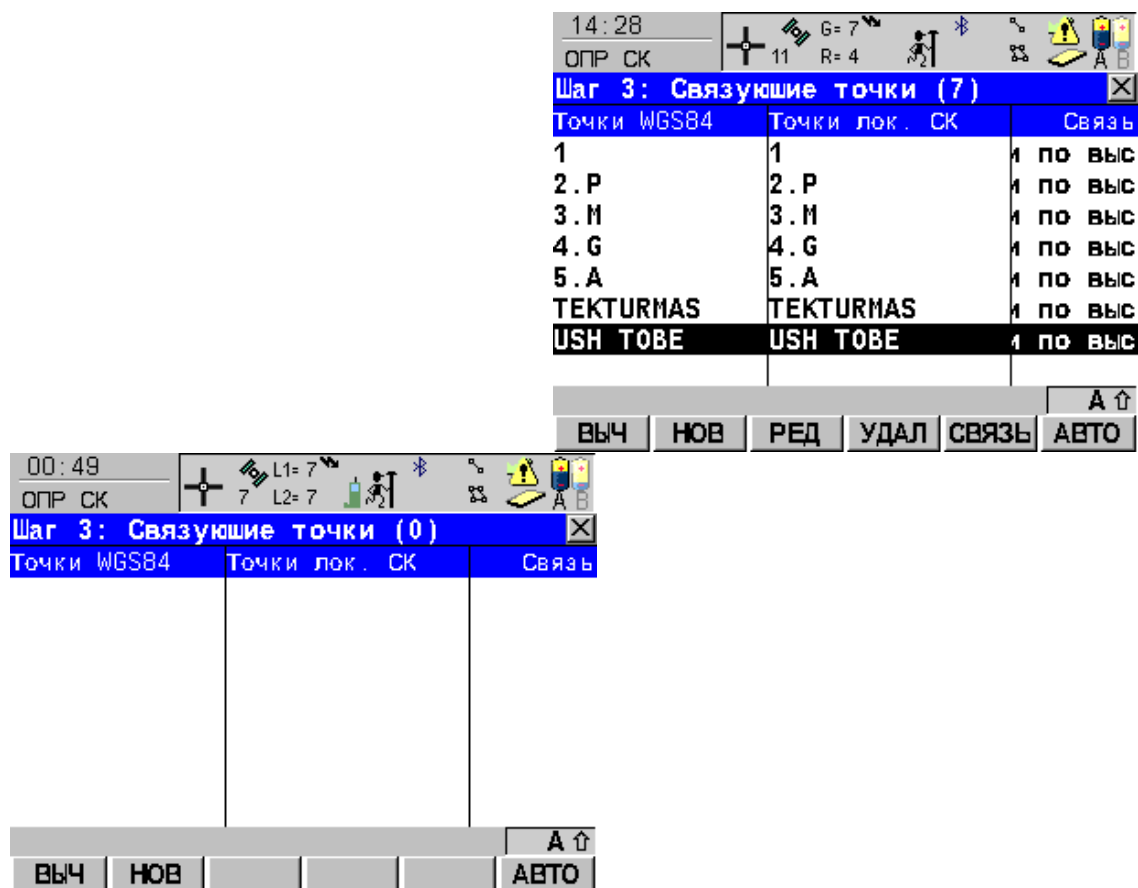 14:28
G= 7
ОПР СК
11 R= 4
2
A B
Шаг 3: Связующие точки (7)
Точки WGS84 Точки лок. СК Связь
1 1 и по выс
2.P 2.P и по выс
3.M 3.M и по выс
4.G 4.G и по выс
5.A 5.A и по выс
TEKTURMAS TEKTURMAS и по выс
USH TOBE USH TOBE и по выс
A
ВЫЧ НОВ РЕД УДАЛ СВЯЗЬ АВТО
00:49
L1= 7
ОПР СК
7 L2= 7
2
A B
Шаг 3: Связующие точки (0)
Точки WGS84 Точки лок. СК Связь
A
ВЫЧ НОВ АВТО